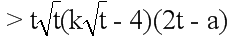 > t√t(k√t - 4)(2t - a)